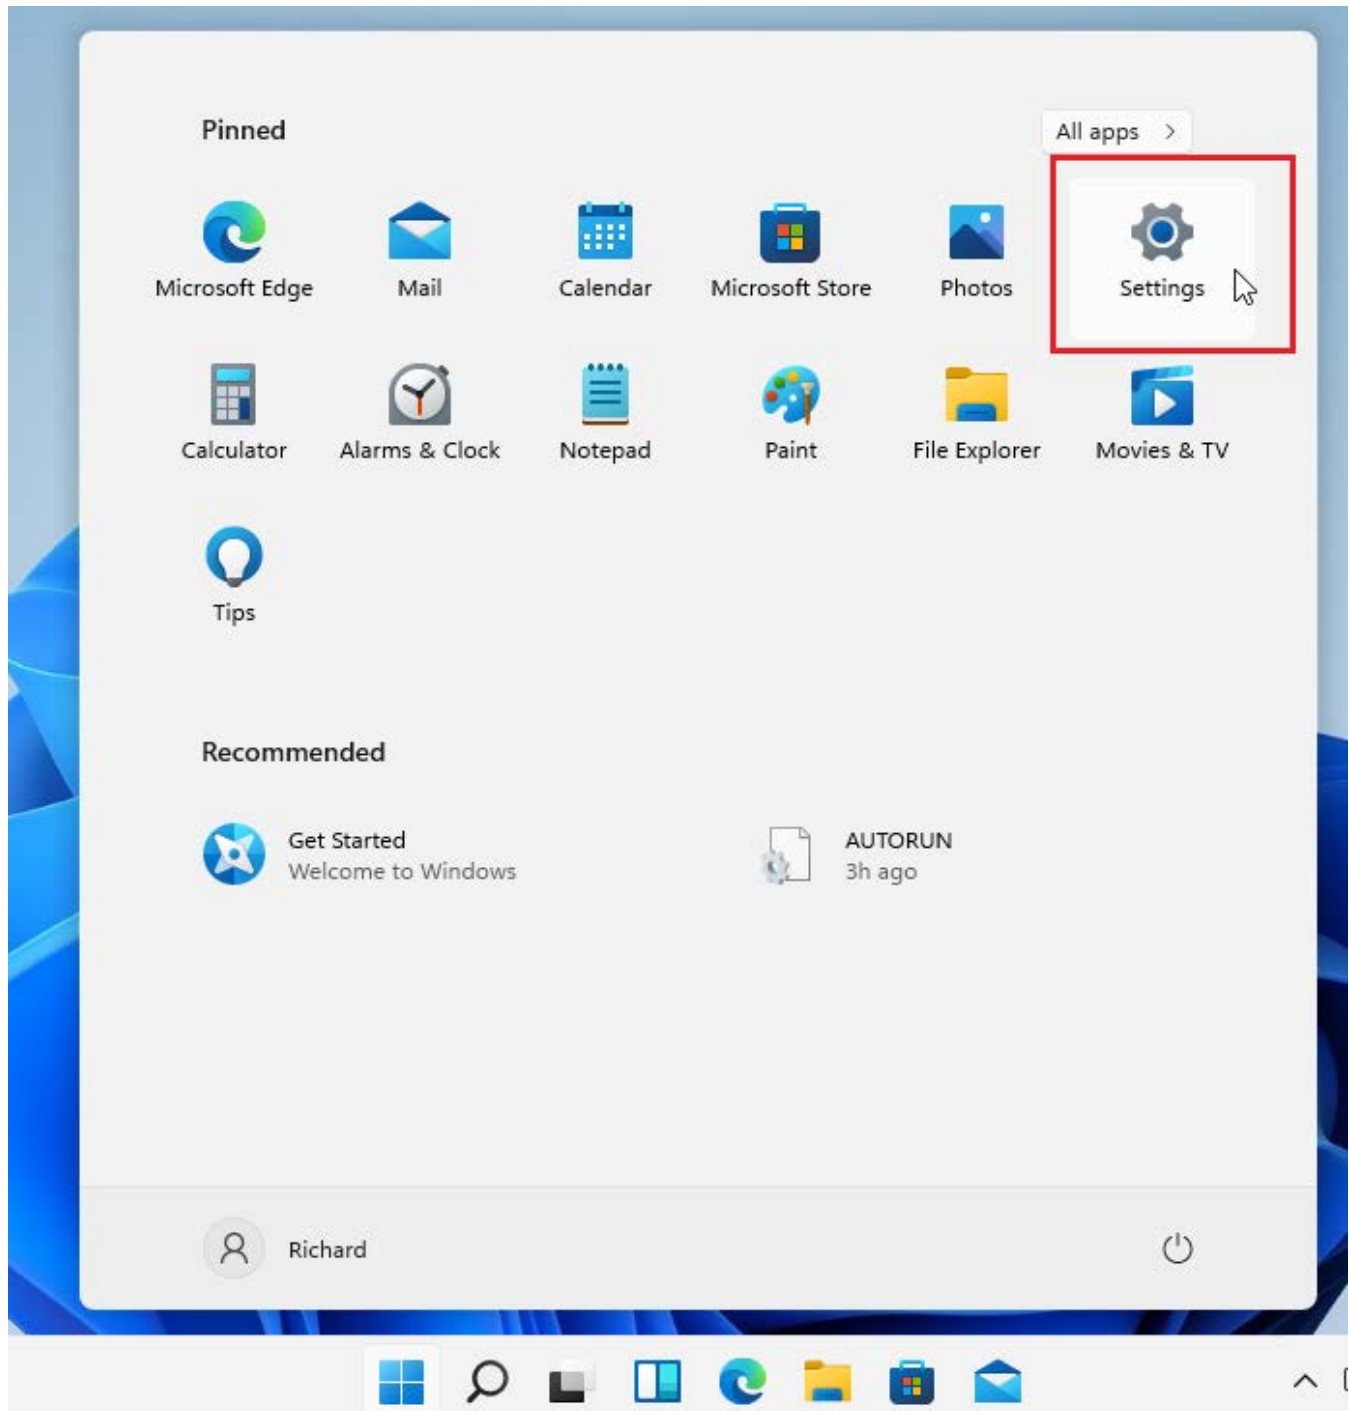 Pinned
All apps
Microsoft Edge
Mail
Calendar
Microsoft Store
Photos
Settings
Calculator
Alarms & Clock
Notepad
Paint
File Explorer
Movies & TV
Tips
Recommended
Get Started
Welcome to Windows
AUTORUN
3h ago
Richard